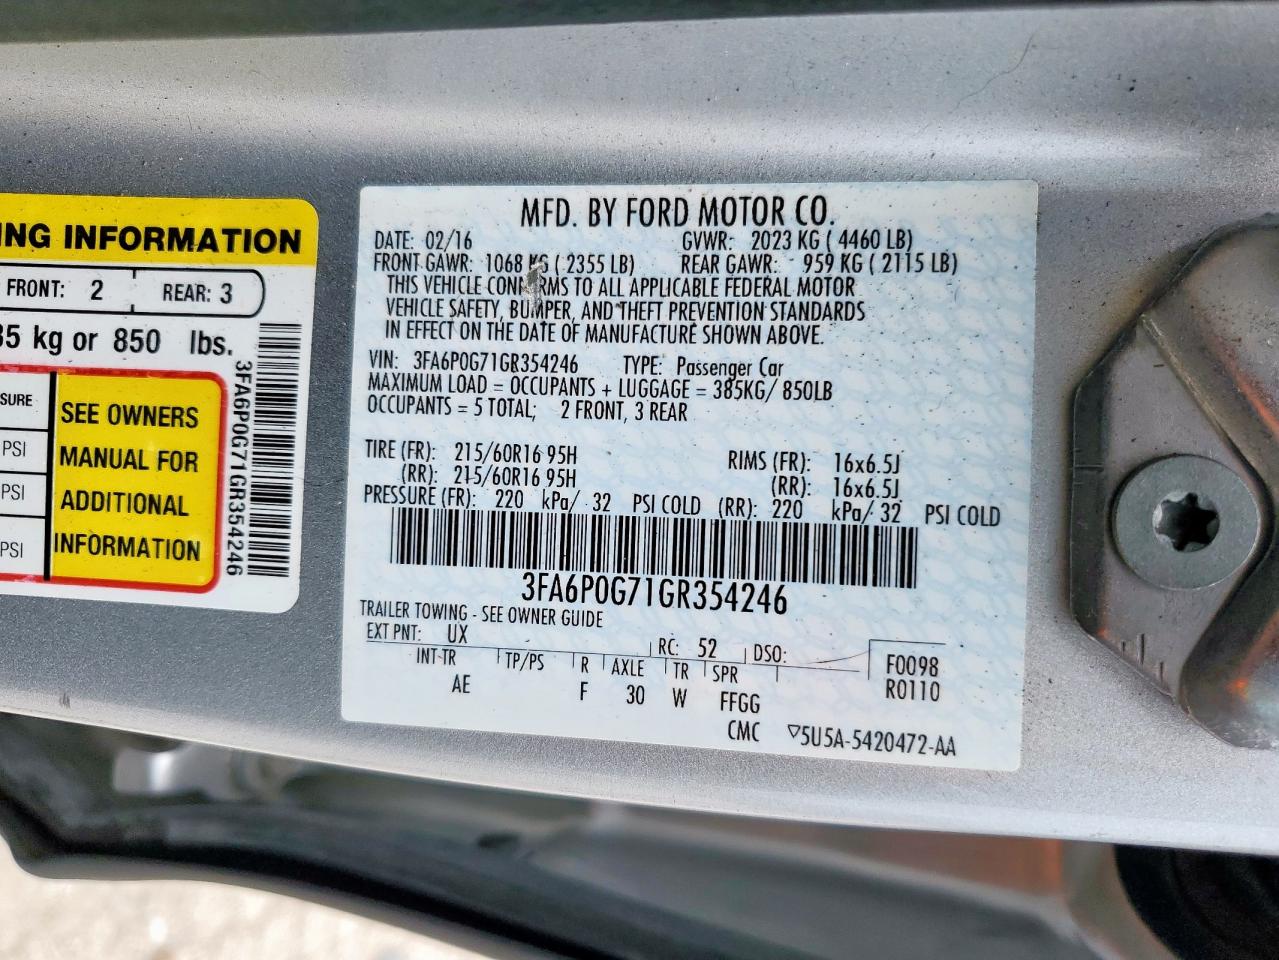 NG INFORMATION
FRONT: 2 REAR: 3
35 kg or 850 lbs.
SURE
PSI
PSI
PSI
SEE OWNERS
MANUAL FOR
ADDITIONAL
INFORMATION
3FA6P0G71GR354246
MFD. BY FORD MOTOR CO.
DATE: 02/16 GVWR: 2023 KG ( 4460 LB)
FRONT GAWR: 1068 KG ( 2355 LB) REAR GAWR: 959 KG ( 2115 LB)
THIS VEHICLE CONFORMS TO ALL APPLICABLE FEDERAL MOTOR
VEHICLE SAFETY, BUMPER, AND THEFT PREVENTION STANDARDS
IN EFFECT ON THE DATE OF MANUFACTURE SHOWN ABOVE.
VIN: 3FA6P0G71GR354246 TYPE: Passenger Car
MAXIMUM LOAD = OCCUPANTS + LUGGAGE = 385KG/ 850LB
OCCUPANTS = 5 TOTAL; 2 FRONT, 3 REAR
TIRE (FR): 215/60R16 95H RIMS (FR): 16x6.5J
(RR): 215/60R16 95H (RR): 16x6.5J
PRESSURE (FR): 220 kPa/ 32 PSI COLD (RR): 220 kPa/ 32 PSI COLD
3FA6P0G71GR354246
TRAILER TOWING - SEE OWNER GUIDE
EXT PNT: UX RC: 52 DSO: F0098
INT TR TP/PS R AXLE TR SPR R0110
AE F 30 W FFGG
CMC ▽5U5A-5420472-AA